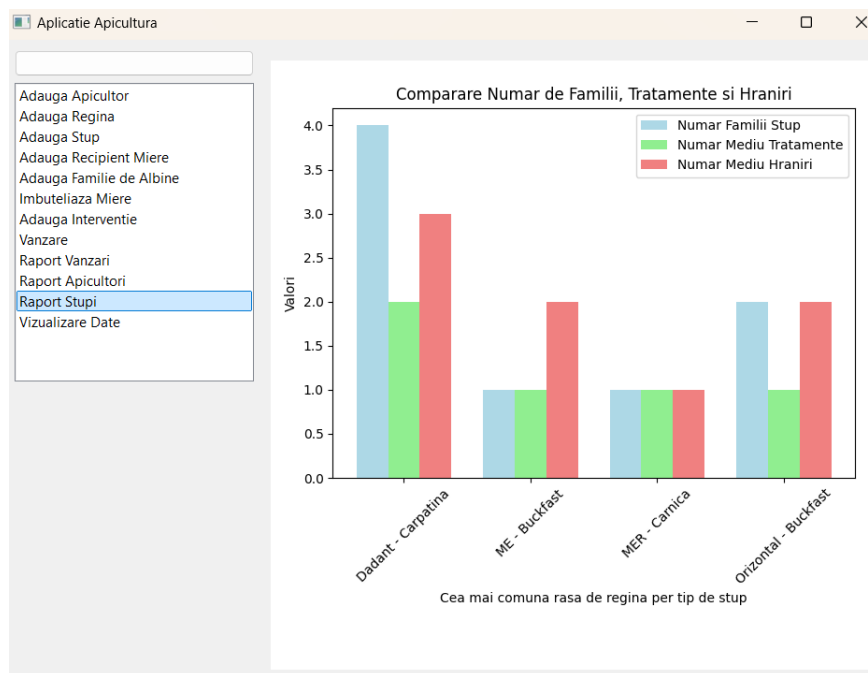 Aplicatie Apicultura
Adauga Apicultor
Adauga Regina
Adauga Stup
Adauga Recipient Miere
Adauga Familie de Albine
Imbuteliaza Miere
Adauga Interventie
Vanzare
Raport Vanzari
Raport Apicultori
Raport Stupi
Vizualizare Date
Comparare Numar de Familii, Tratamente si Hraniri
Numar Familii Stup
Numar Mediu Tratamente
Numar Mediu Hraniri
Valori
4.0
3.5
3.0
2.5
2.0
1.5
1.0
0.5
0.0
Dadant - Carpatina
ME - Buckfast
MER - Carnica
Orizontal - Buckfast
Cea mai comuna rasa de regina per tip de stup